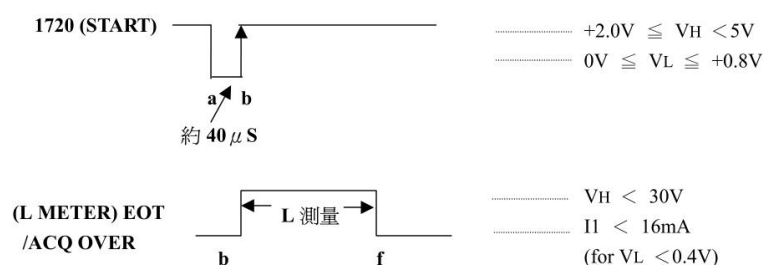 1720 (START)
+2.0V ≦ VH <5V
0V ≦ VL ≦ +0.8V
a b
約 40 μ S
(L METER) EOT
/ACQ OVER
L 測量
VH < 30V
I1 < 16mA
(for VL <0.4V)
b f